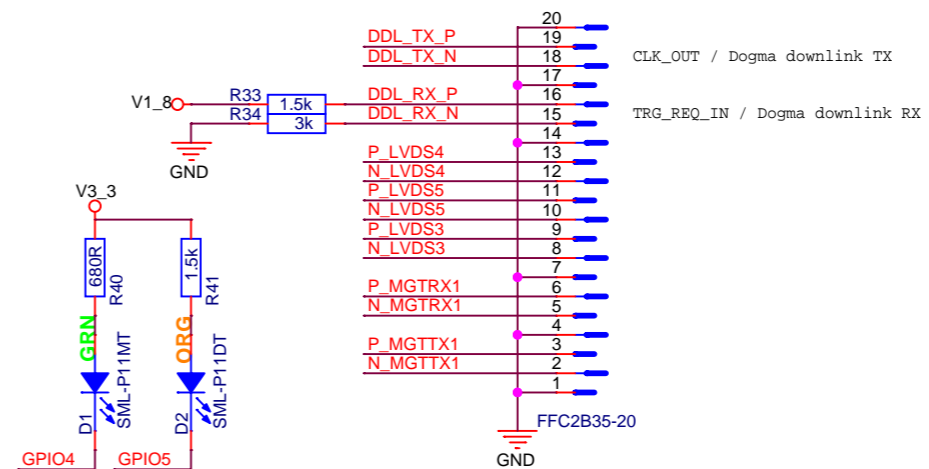 20
DDL_TX_P 19
DDL_TX_N 18
CLK_OUT / Dogma downlink TX
17
V1_8 R33 1.5k DDL_RX_P 16
R34 3k DDL_RX_N 15
TRG_REQ_IN / Dogma downlink RX
14
GND
P_LVDS4 13
N_LVDS4 12
P_LVDS5 11
N_LVDS5 10
P_LVDS3 9
N_LVDS3 8
7
P_MGTRX1 6
N_MGTRX1 5
4
P_MGTTX1 3
N_MGTTX1 2
1
FFC2B35-20
GND
V3_3
680R
R40
1.5k
R41
GRN
ORG
D1
SML-P11MT
D2
SML-P11DT
GPIO4
GPIO5